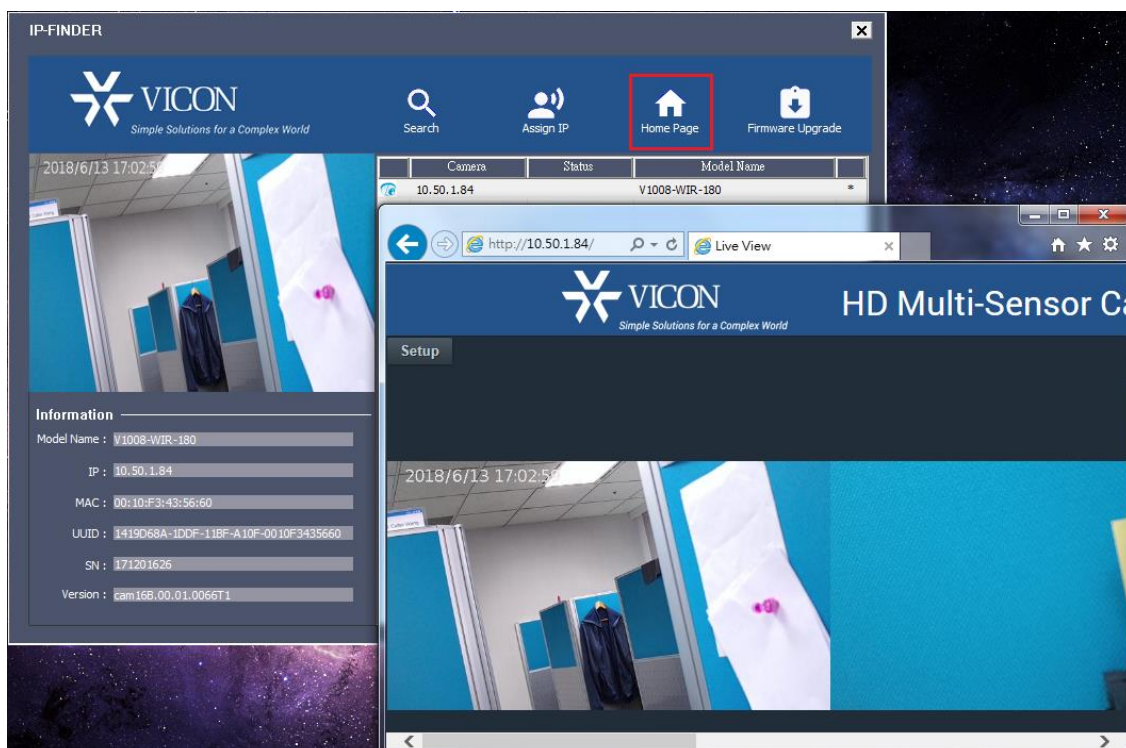 IP-FINDER
VICON
Simple Solutions for a Complex World
Search
Assign IP
Home Page
Firmware Upgrade
2018/6/13 17:02:59
Camera Status Model Name
10.50.1.84 V1008-WIR-180 *
http://10.50.1.84/
Live View
VICON
Simple Solutions for a Complex World
HD Multi-Sensor Ca
Setup
2018/6/13 17:02:59
Information
Model Name : V1008-WIR-180
IP : 10.50.1.84
MAC : 00:10:F3:43:56:60
UUID : 1419D68A-1DDF-11BF-A10F-0010F3435660
SN : 171201626
Version : cam16B.00.01.0066T1